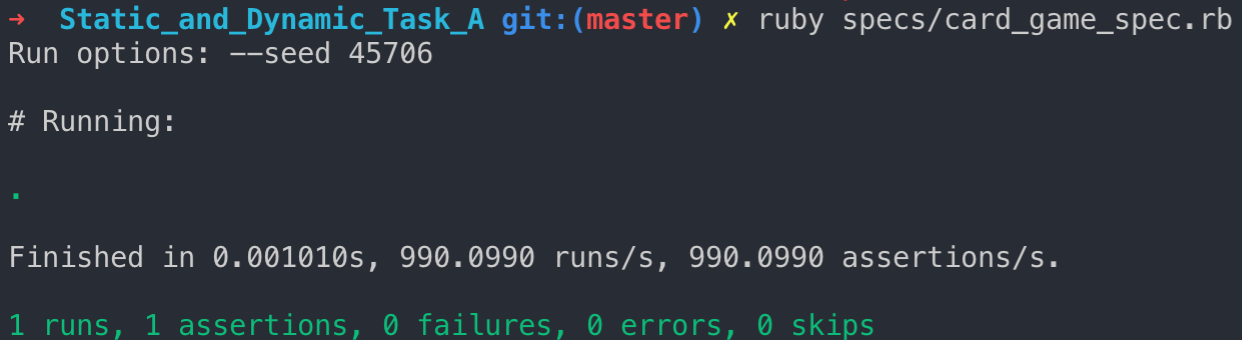 ➜  Static_and_Dynamic_Task_A git:(master) ✗ ruby specs/card_game_spec.rb
Run options: --seed 45706
# Running:
.
Finished in 0.001010s, 990.0990 runs/s, 990.0990 assertions/s.
1 runs, 1 assertions, 0 failures, 0 errors, 0 skips